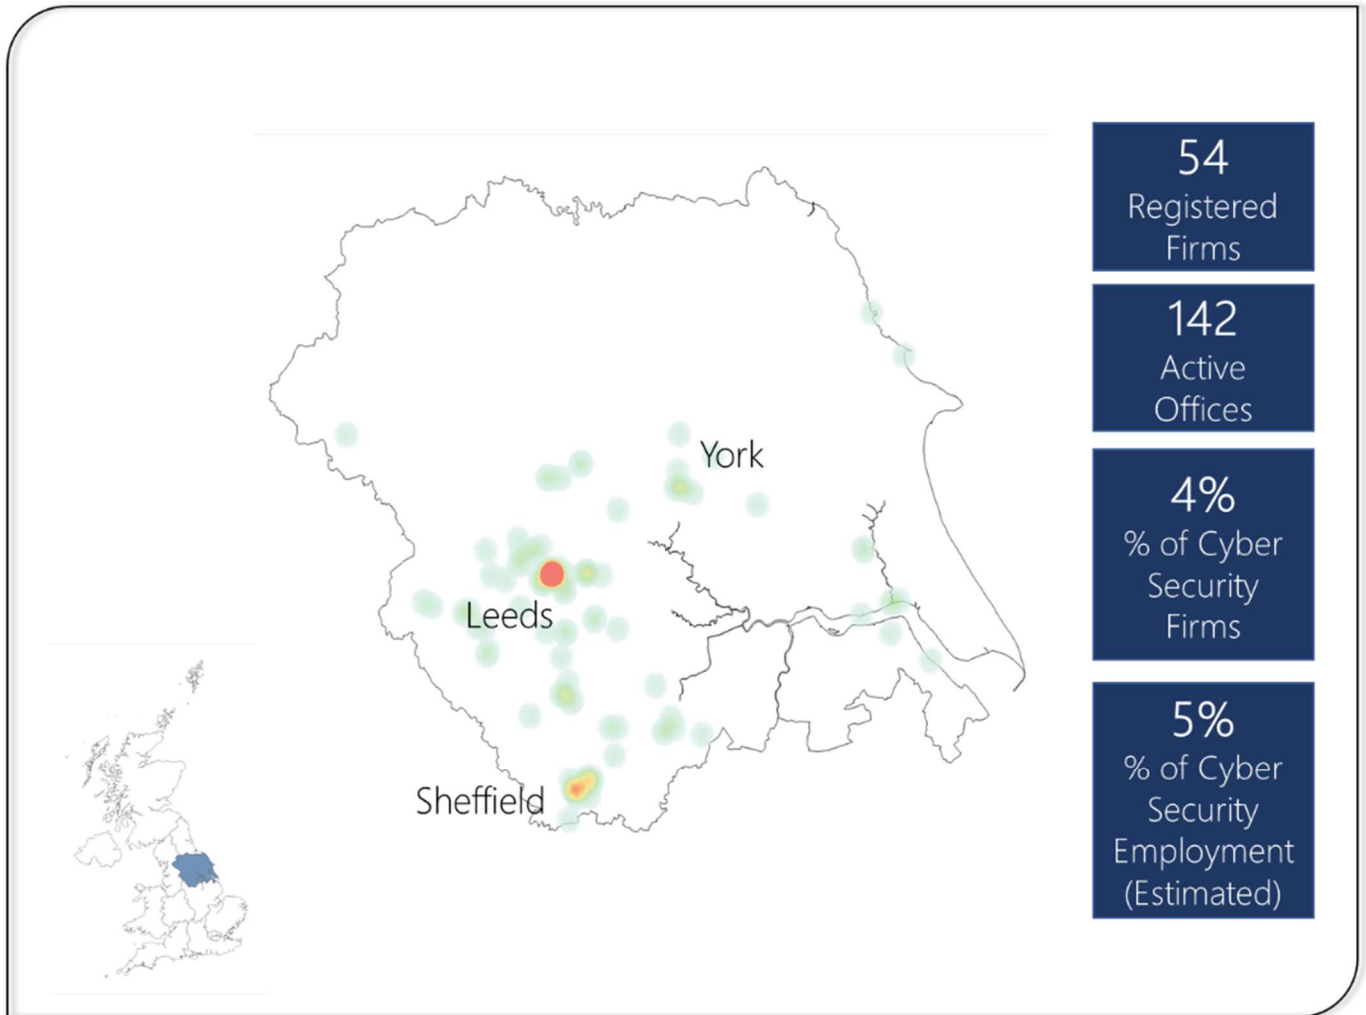 54
Registered
Firms
142
Active
Offices
York
4%
% of Cyber
Security
Firms
Leeds
5%
% of Cyber
Security
Employment
(Estimated)
Sheffield